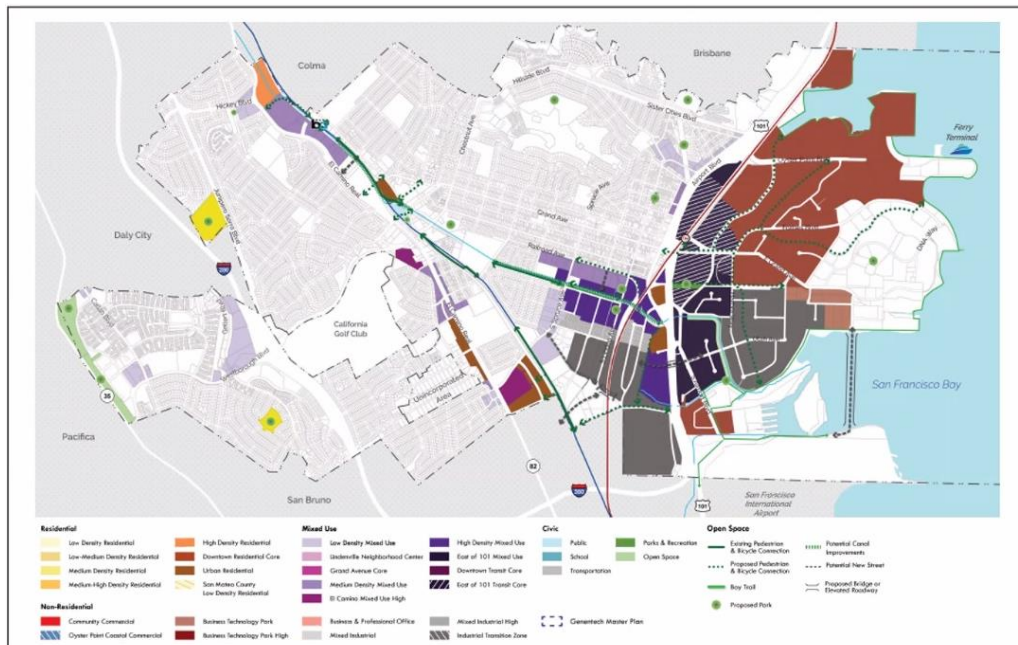 Colma
Brisbane
Hillside Blvd
Sister Cities Blvd
Hickey Blvd
101
Airport Blvd
Ferry
Terminal
Chestnut Ave
El Camino Real
Spruce Ave
Grand Ave
Junipero Serra Blvd
Railroad Ave
DNA Way
Daly City
280
California
Golf Club
Callan Blvd
Gellert Blvd
Westborough Blvd
Unincorporated
Area
San Francisco Bay
35
Pacifica
82
San Bruno
280
101
San Francisco
International
Airport
Residential
Low Density Residential
Low-Medium Density Residential
Medium Density Residential
Medium-High Density Residential
High Density Residential
Downtown Residential Core
Urban Residential
San Mateo County
Low Density Residential
Non-Residential
Community Commercial
Oyster Point Coastal Commercial
Business Technology Park
Business Technology Park High
Business & Professional Office
Mixed Industrial
Mixed Industrial High
Industrial Transition Zone
Mixed Use
Low Density Mixed Use
Lindenville Neighborhood Center
Grand Avenue Core
Medium Density Mixed Use
El Camino Mixed Use High
High Density Mixed Use
East of 101 Mixed Use
Downtown Transit Core
East of 101 Transit Core
Civic
Public
School
Transportation
Parks & Recreation
Open Space
Genentech Master Plan
Open Space
Existing Pedestrian
& Bicycle Connection
Proposed Pedestrian
& Bicycle Connection
Bay Trail
Proposed Park
Potential Canal
Improvements
Potential New Street
Proposed Bridge or
Elevated Roadway